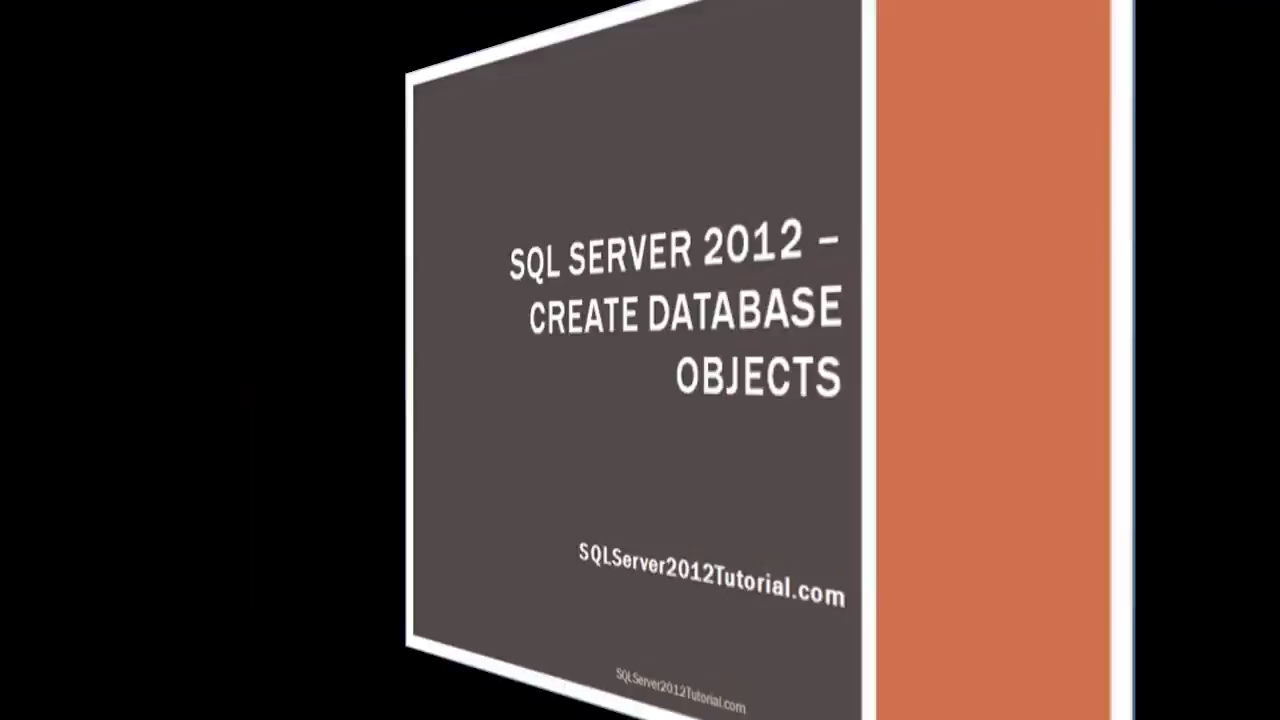 SQL SERVER 2012 –
CREATE DATABASE
OBJECTS
SQLServer2012Tutorial.com
SQLServer2012Tutorial.com